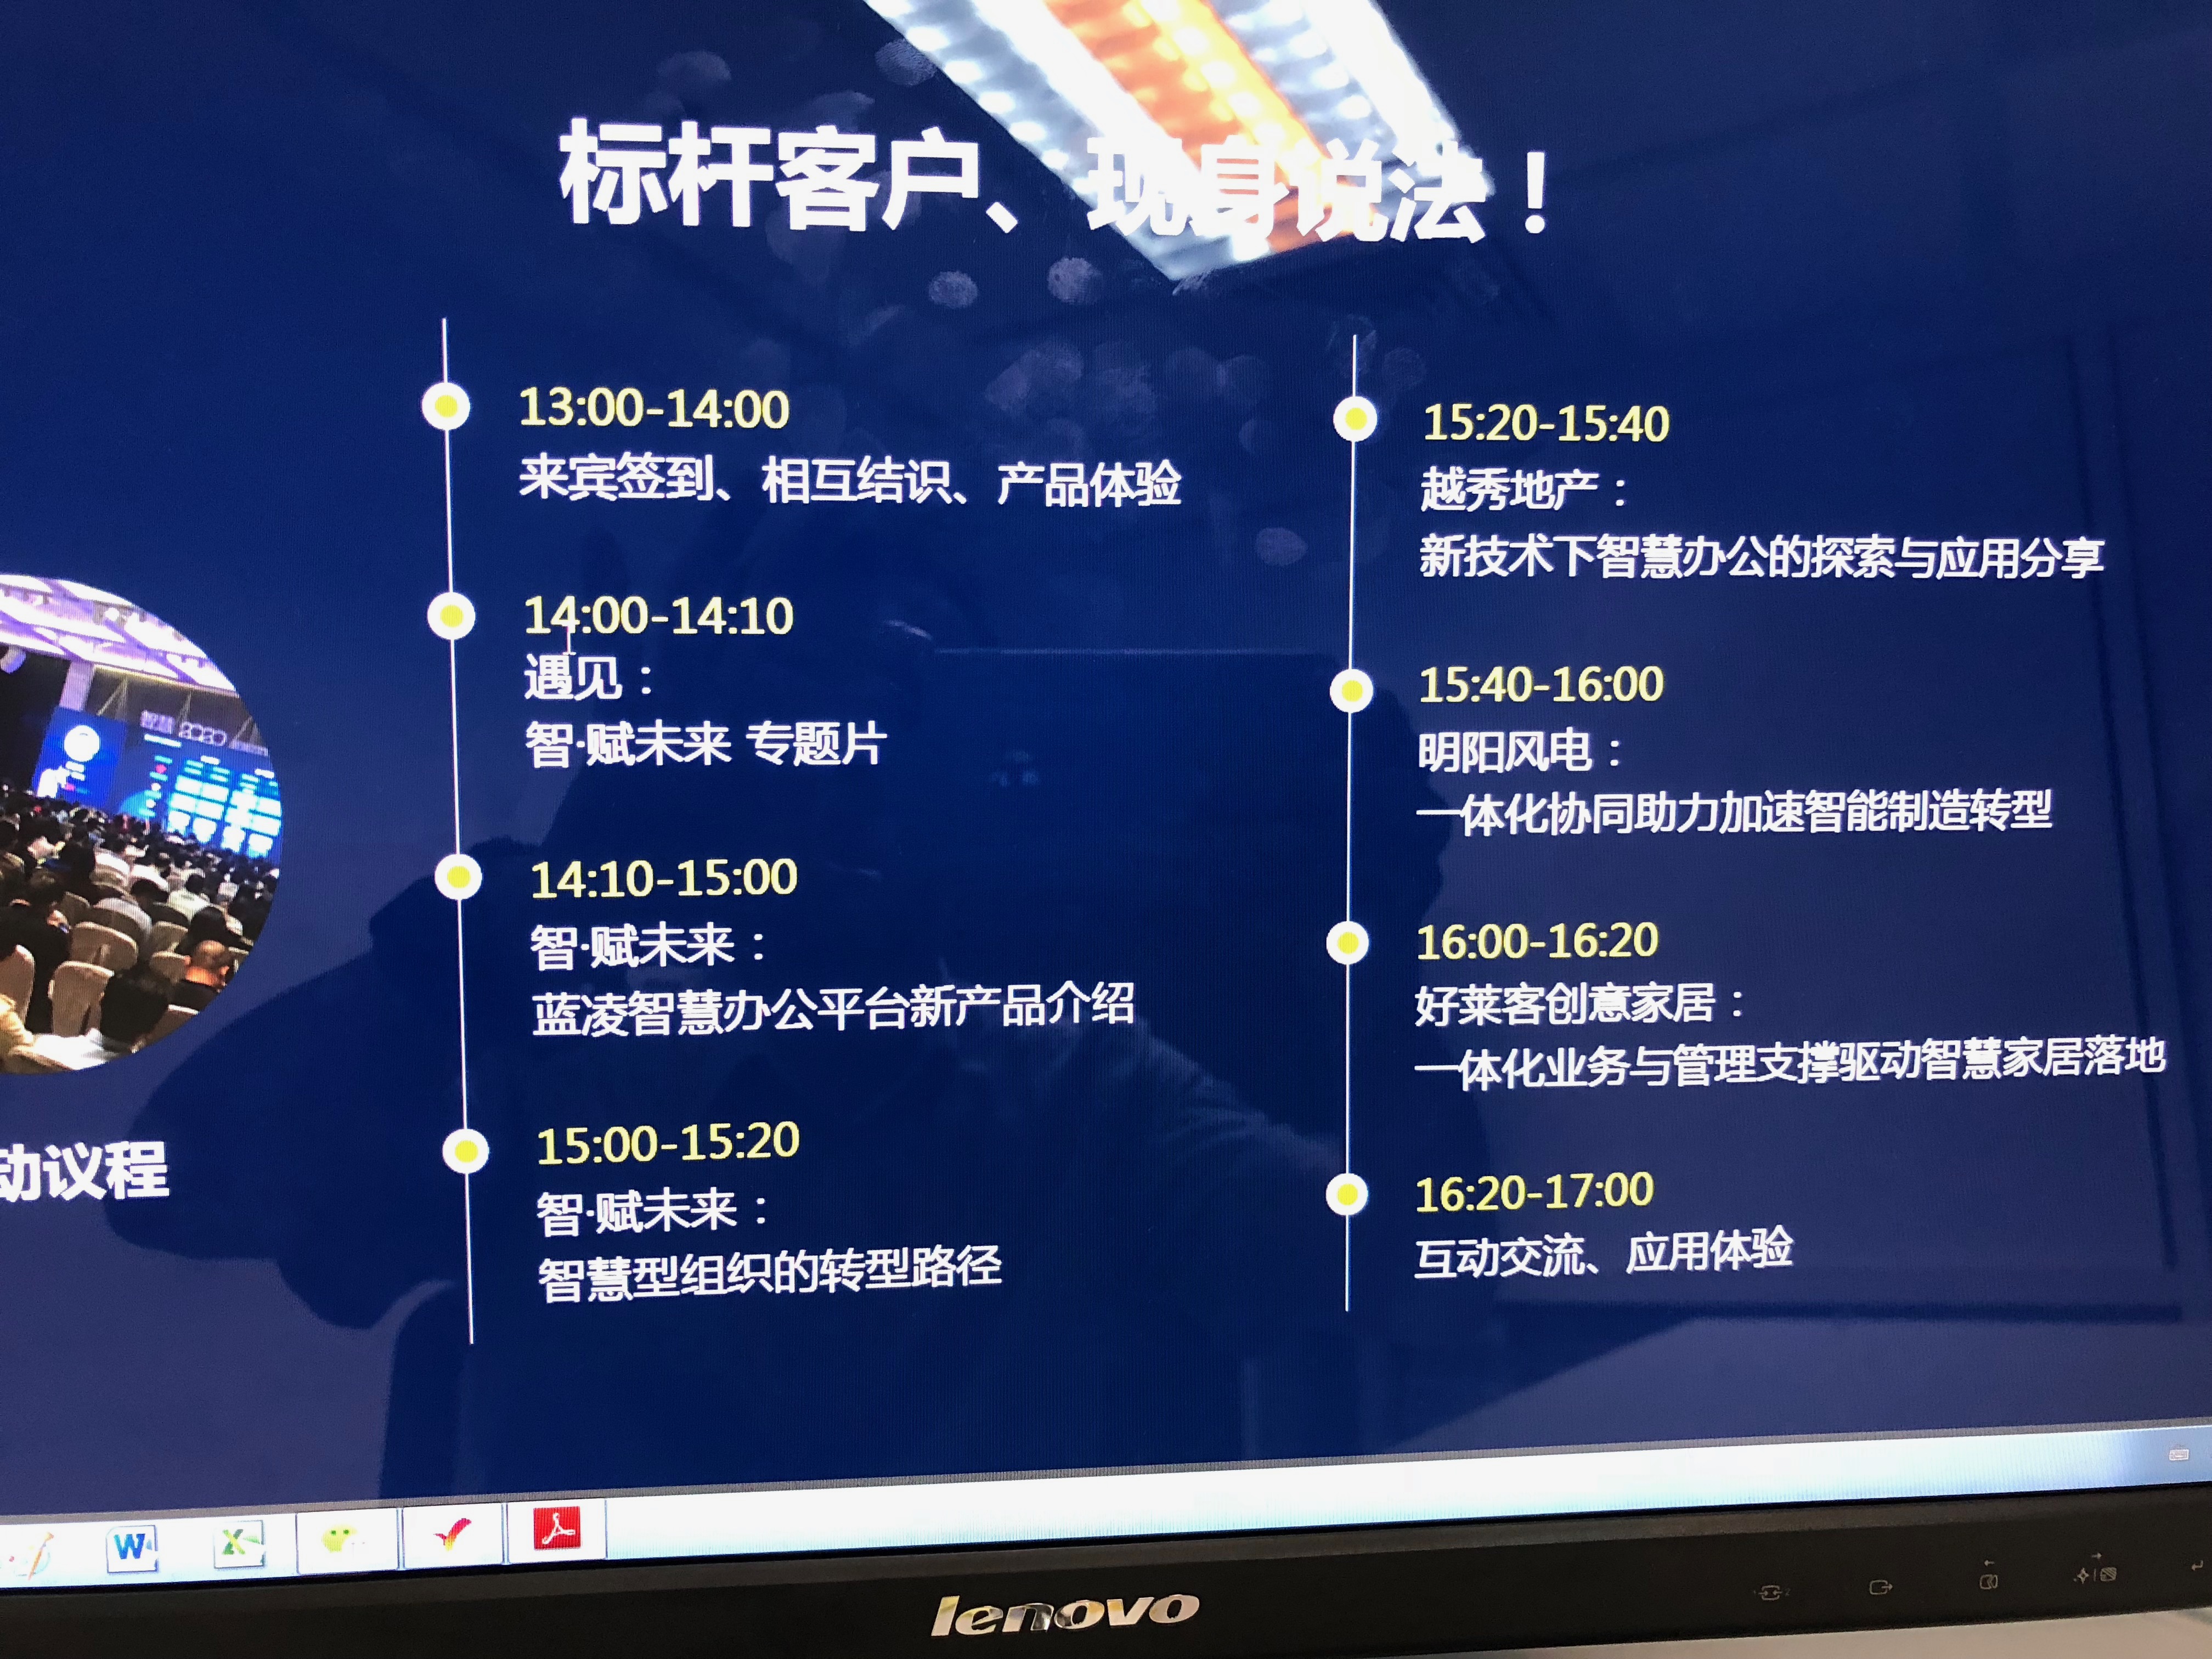 标杆客户、现身说法！
13:00-14:00
来宾签到、相互结识、产品体验
14:00-14:10
遇见：
智·赋未来 专题片
14:10-15:00
智·赋未来：
蓝凌智慧办公平台新产品介绍
15:00-15:20
智·赋未来：
智慧型组织的转型路径
15:20-15:40
越秀地产：
新技术下智慧办公的探索与应用分享
15:40-16:00
明阳风电：
一体化协同助力加速智能制造转型
16:00-16:20
好莱客创意家居：
一体化业务与管理支撑驱动智慧家居落地
16:20-17:00
互动交流、应用体验
智慧
动议程
lenovo